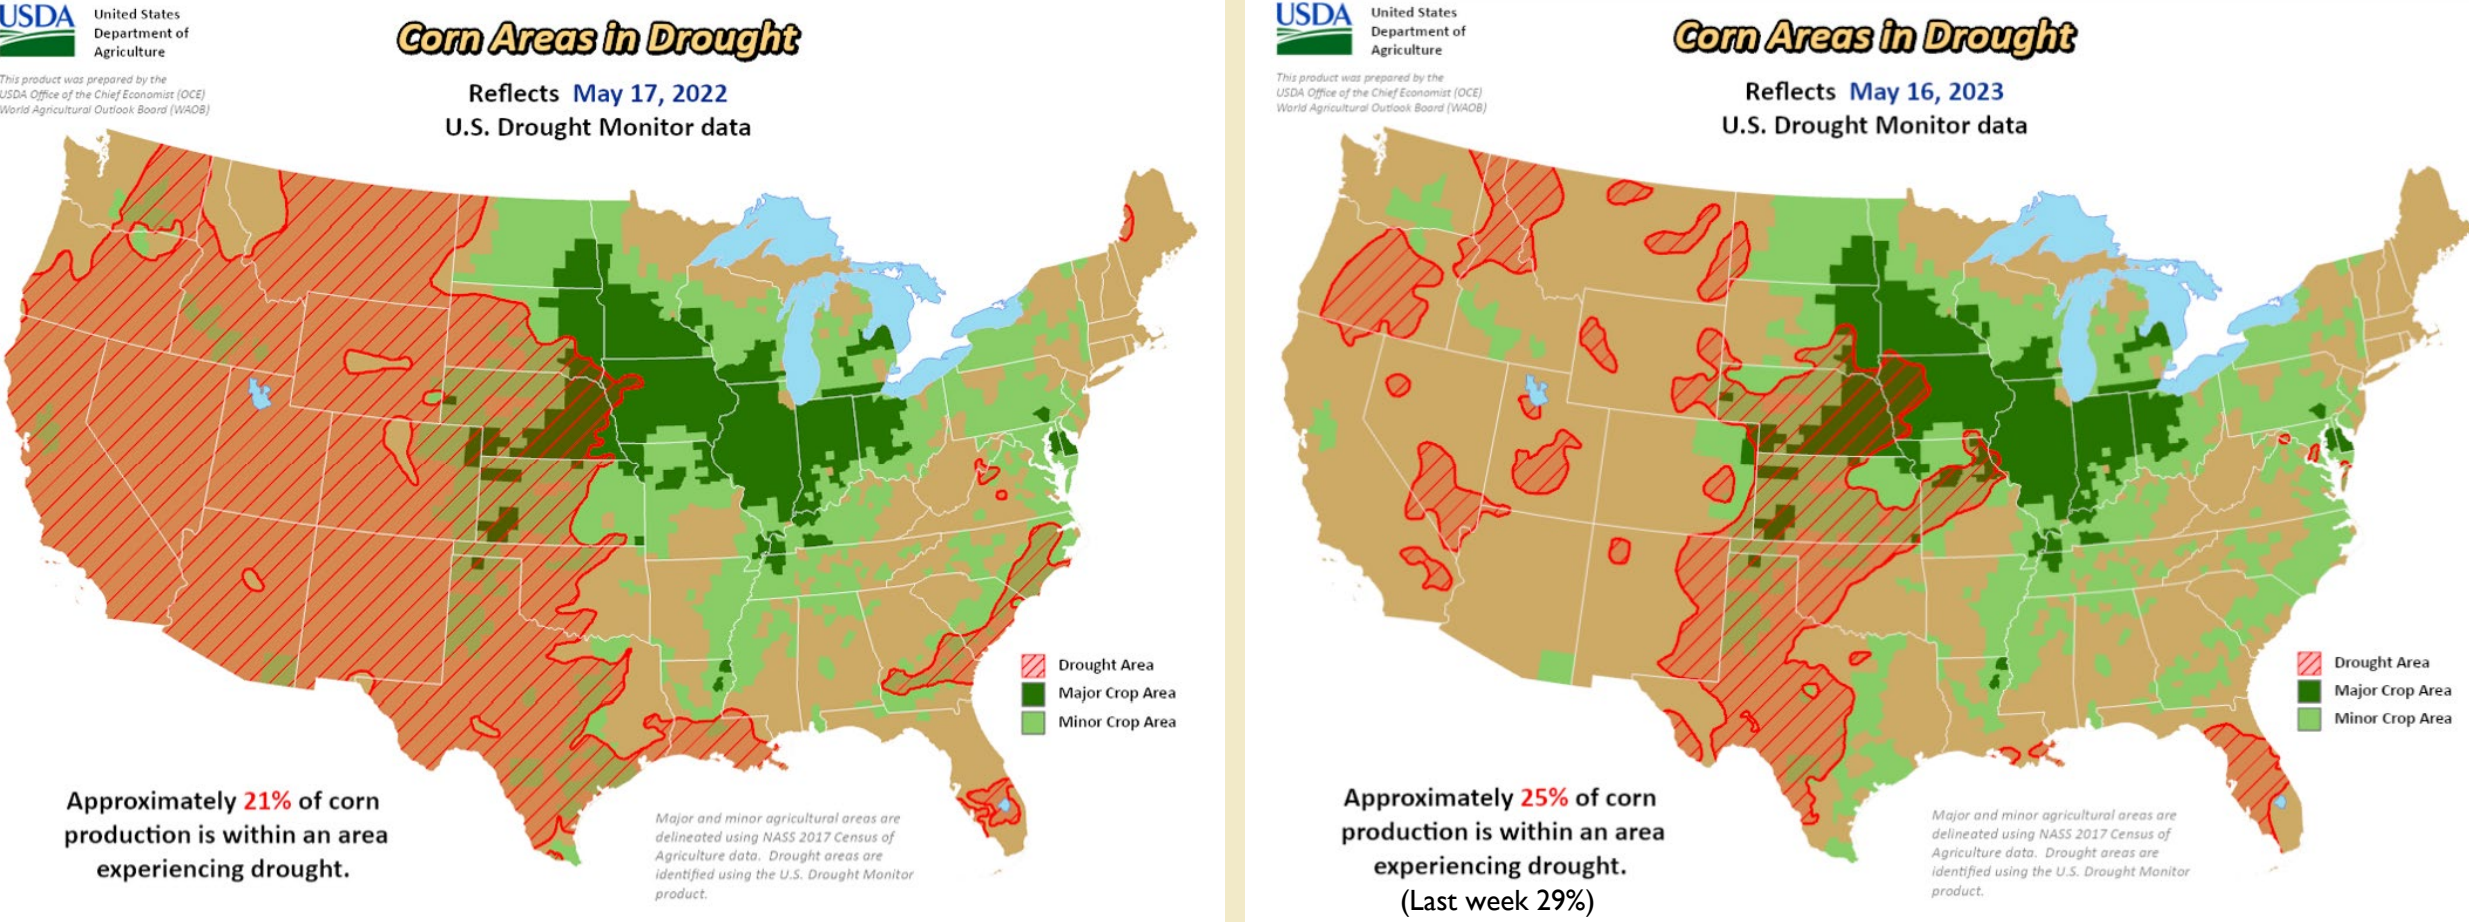 USDA
United States
Department of
Agriculture
This product was prepared by the
USDA Office of the Chief Economist (OCE)
World Agricultural Outlook Board (WAOB)
Corn Areas in Drought
Reflects May 17, 2022
U.S. Drought Monitor data
Drought Area
Major Crop Area
Minor Crop Area
Approximately 21% of corn
production is within an area
experiencing drought.
Major and minor agricultural areas are
delineated using NASS 2017 Census of
Agriculture data. Drought areas are
identified using the U.S. Drought Monitor
product.
USDA
United States
Department of
Agriculture
This product was prepared by the
USDA Office of the Chief Economist (OCE)
World Agricultural Outlook Board (WAOB)
Corn Areas in Drought
Reflects May 16, 2023
U.S. Drought Monitor data
Drought Area
Major Crop Area
Minor Crop Area
Approximately 25% of corn
production is within an area
experiencing drought.
(Last week 29%)
Major and minor agricultural areas are
delineated using NASS 2017 Census of
Agriculture data. Drought areas are
identified using the U.S. Drought Monitor
product.